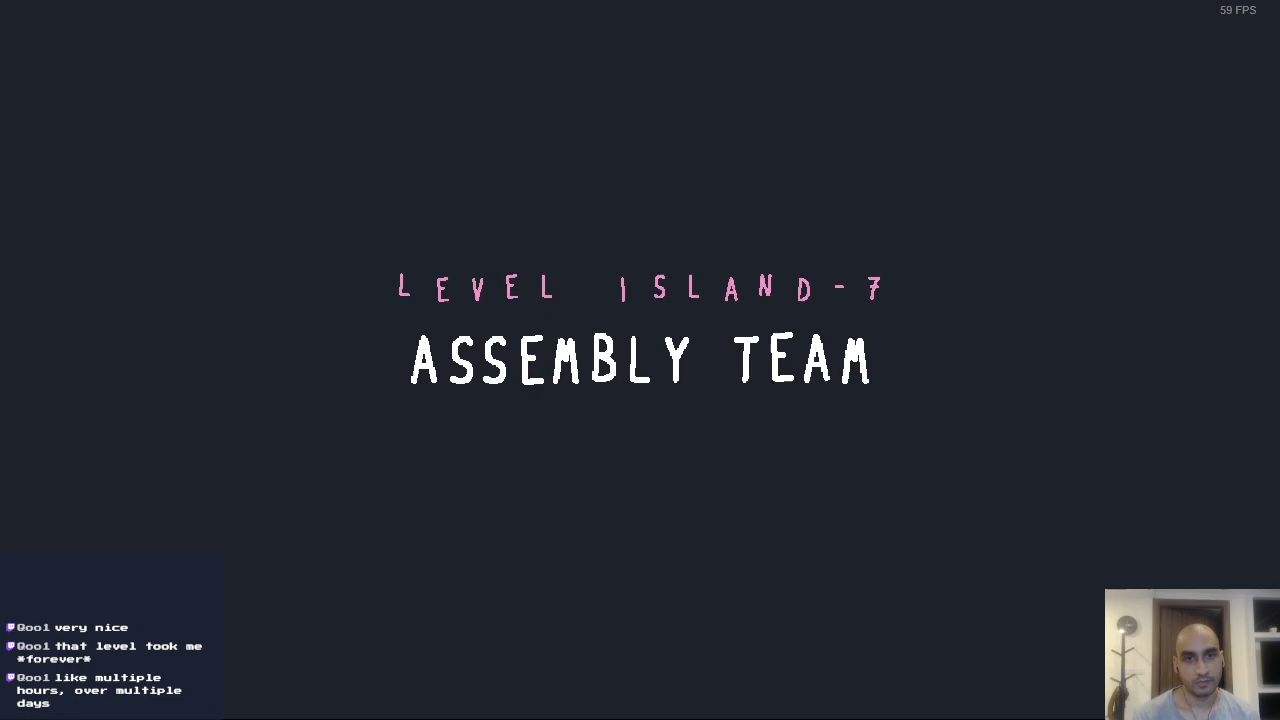 59 FPS
LEVEL ISLAND-7
ASSEMBLY TEAM
Qool very nice
Qool that level took me
*forever*
Qool like multiple
hours, over multiple
days